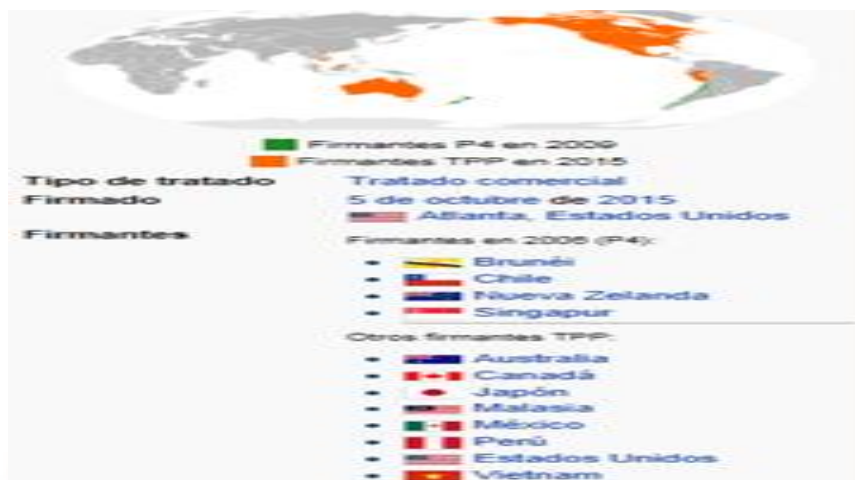 Firmantes P4 en 2009
Firmantes TPP en 2015
Tipo de tratado Tratado comercial
Firmado 5 de octubre de 2015
Atlanta, Estados Unidos
Firmantes Firmantes en 2006 (P4):
Brunéi
Chile
Nueva Zelanda
Singapur
Otros firmantes TPP:
Australia
Canadá
Japón
Malasia
México
Perú
Estados Unidos
Vietnam